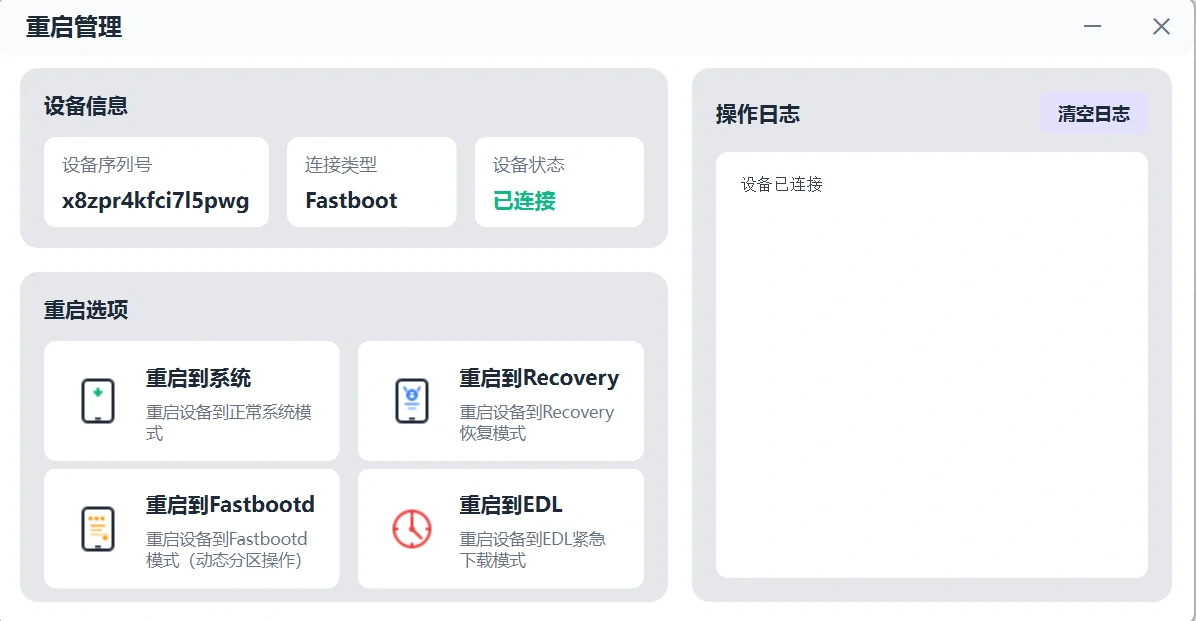 重启管理
设备信息
设备序列号
x8zpr4kfci7l5pwg
连接类型
Fastboot
设备状态
已连接
重启选项
重启到系统
重启设备到正常系统模
式
重启到Recovery
重启设备到Recovery
恢复模式
重启到Fastbootd
重启设备到Fastbootd
模式（动态分区操作）
重启到EDL
重启设备到EDL紧急
下载模式
操作日志
清空日志
设备已连接